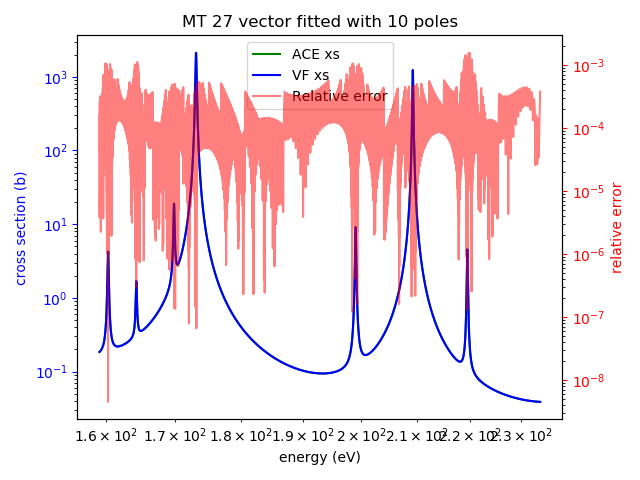 MT 27 vector fitted with 10 poles
ACE xs
VF xs
Relative error
cross section (b)
10³
10²
10¹
10⁰
10⁻¹
relative error
10⁻³
10⁻⁴
10⁻⁵
10⁻⁶
10⁻⁷
10⁻⁸
1.6 × 10² 1.7 × 10² 1.8 × 10² 1.9 × 10² 2 × 10² 2.1 × 10² 2.2 × 10² 2.3 × 10²
energy (eV)